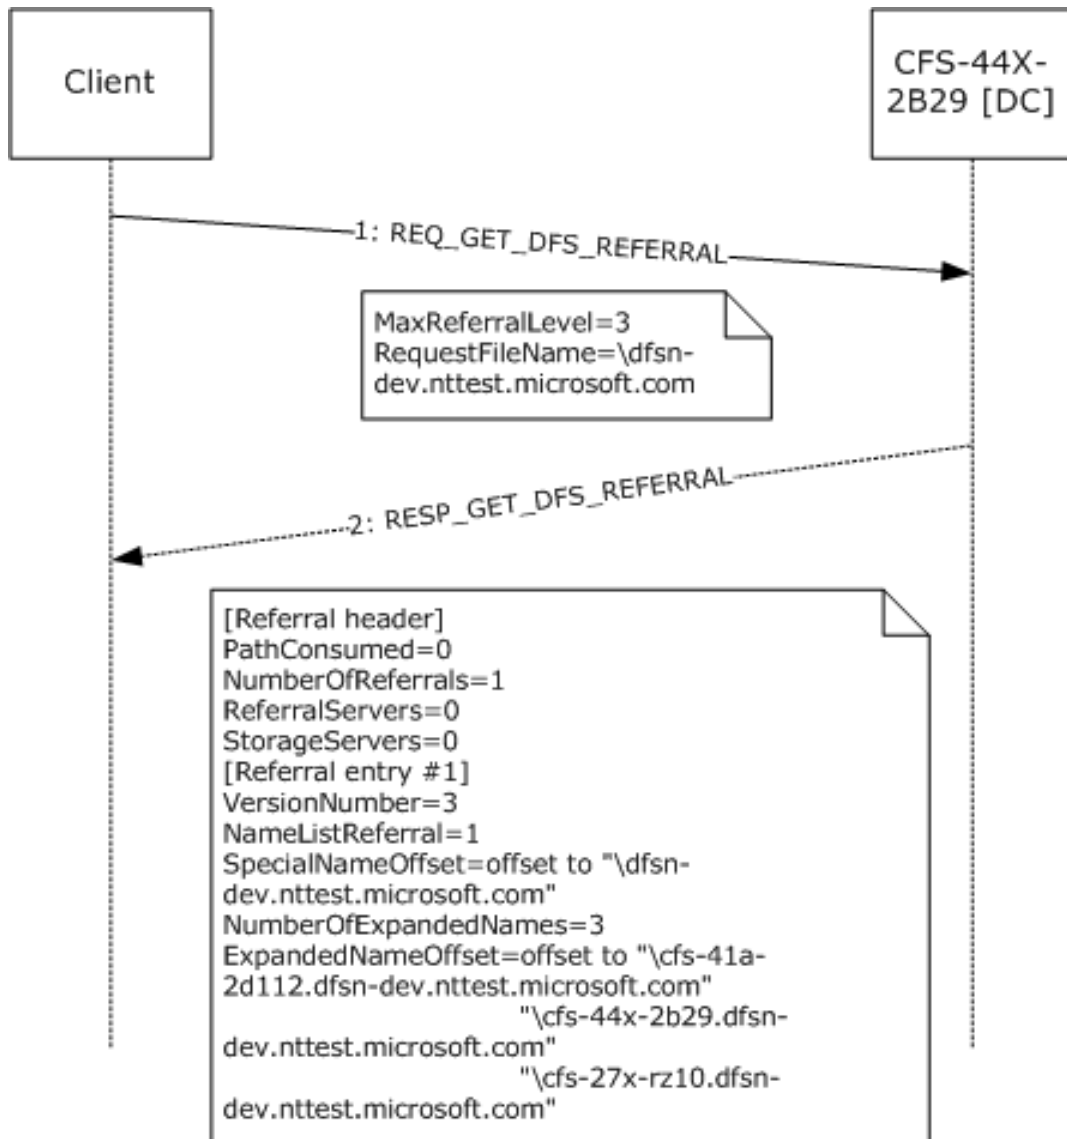 Client
CFS-44X-
2B29 [DC]
1: REQ_GET_DFS_REFERRAL
MaxReferralLevel=3
RequestFileName=\dfsn-
dev.nttest.microsoft.com
2: RESP_GET_DFS_REFERRAL
[Referral header]
PathConsumed=0
NumberOfReferrals=1
ReferralServers=0
StorageServers=0
[Referral entry #1]
VersionNumber=3
NameListReferral=1
SpecialNameOffset=offset to "\dfsn-
dev.nttest.microsoft.com"
NumberOfExpandedNames=3
ExpandedNameOffset=offset to "\cfs-41a-
2d112.dfsn-dev.nttest.microsoft.com"
"\cfs-44x-2b29.dfsn-
dev.nttest.microsoft.com"
"\cfs-27x-rz10.dfsn-
dev.nttest.microsoft.com"